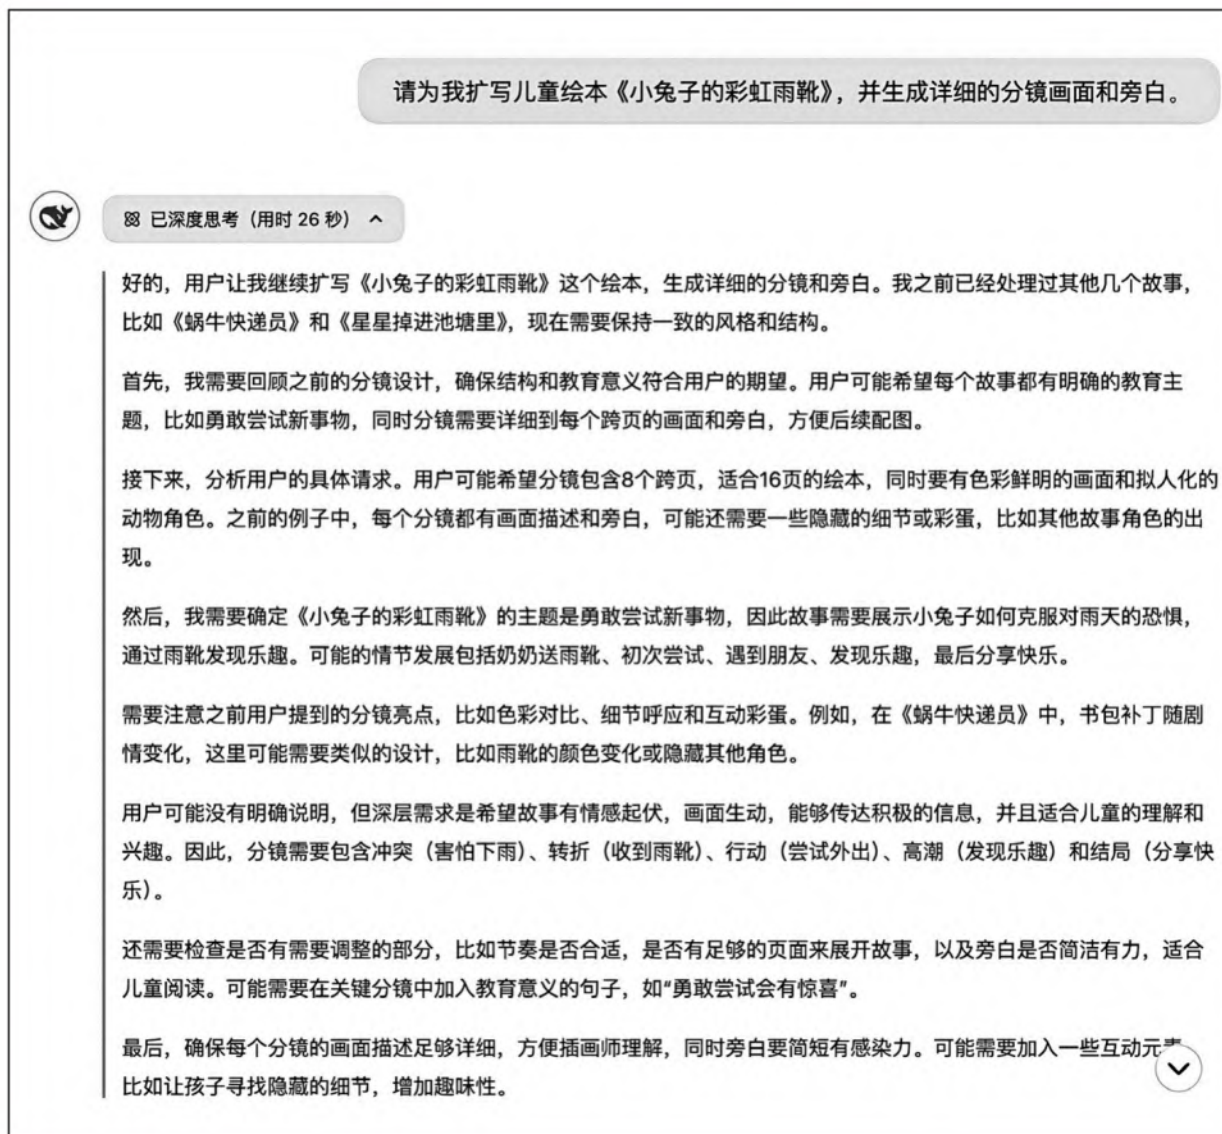 请为我扩写儿童绘本《小兔子的彩虹雨靴》，并生成详细的分镜画面和旁白。
已深度思考（用时 26 秒）
好的，用户让我继续扩写《小兔子的彩虹雨靴》这个绘本，生成详细的分镜和旁白。我之前已经处理过其他几个故事，
比如《蜗牛快递员》和《星星掉进池塘里》，现在需要保持一致的风格和结构。
首先，我需要回顾之前的分镜设计，确保结构和教育意义符合用户的期望。用户可能希望每个故事都有明确的教育主
题，比如勇敢尝试新事物，同时分镜需要详细到每个跨页的画面和旁白，方便后续配图。
接下来，分析用户的具体请求。用户可能希望分镜包含8个跨页，适合16页的绘本，同时要有色彩鲜明的画面和拟人化的
动物角色。之前的例子中，每个分镜都有画面描述和旁白，可能还需要一些隐藏的细节或彩蛋，比如其他故事角色的出
现。
然后，我需要确定《小兔子的彩虹雨靴》的主题是勇敢尝试新事物，因此故事需要展示小兔子如何克服对雨天的恐惧，
通过雨靴发现乐趣。可能的情节发展包括奶奶送雨靴、初次尝试、遇到朋友、发现乐趣，最后分享快乐。
需要注意之前用户提到的分镜亮点，比如色彩对比、细节呼应和互动彩蛋。例如，在《蜗牛快递员》中，书包补丁随剧
情变化，这里可能需要类似的设计，比如雨靴的颜色变化或隐藏其他角色。
用户可能没有明确说明，但深层需求是希望故事有情感起伏，画面生动，能够传达积极的信息，并且适合儿童的理解和
兴趣。因此，分镜需要包含冲突（害怕下雨）、转折（收到雨靴）、行动（尝试外出）、高潮（发现乐趣）和结局（分享快
乐）。
还需要检查是否有需要调整的部分，比如节奏是否合适，是否有足够的页面来展开故事，以及旁白是否简洁有力，适合
儿童阅读。可能需要在关键分镜中加入教育意义的句子，如“勇敢尝试会有惊喜”。
最后，确保每个分镜的画面描述足够详细，方便插画师理解，同时旁白要简短有感染力。可能需要加入一些互动元素，
比如让孩子寻找隐藏的细节，增加趣味性。